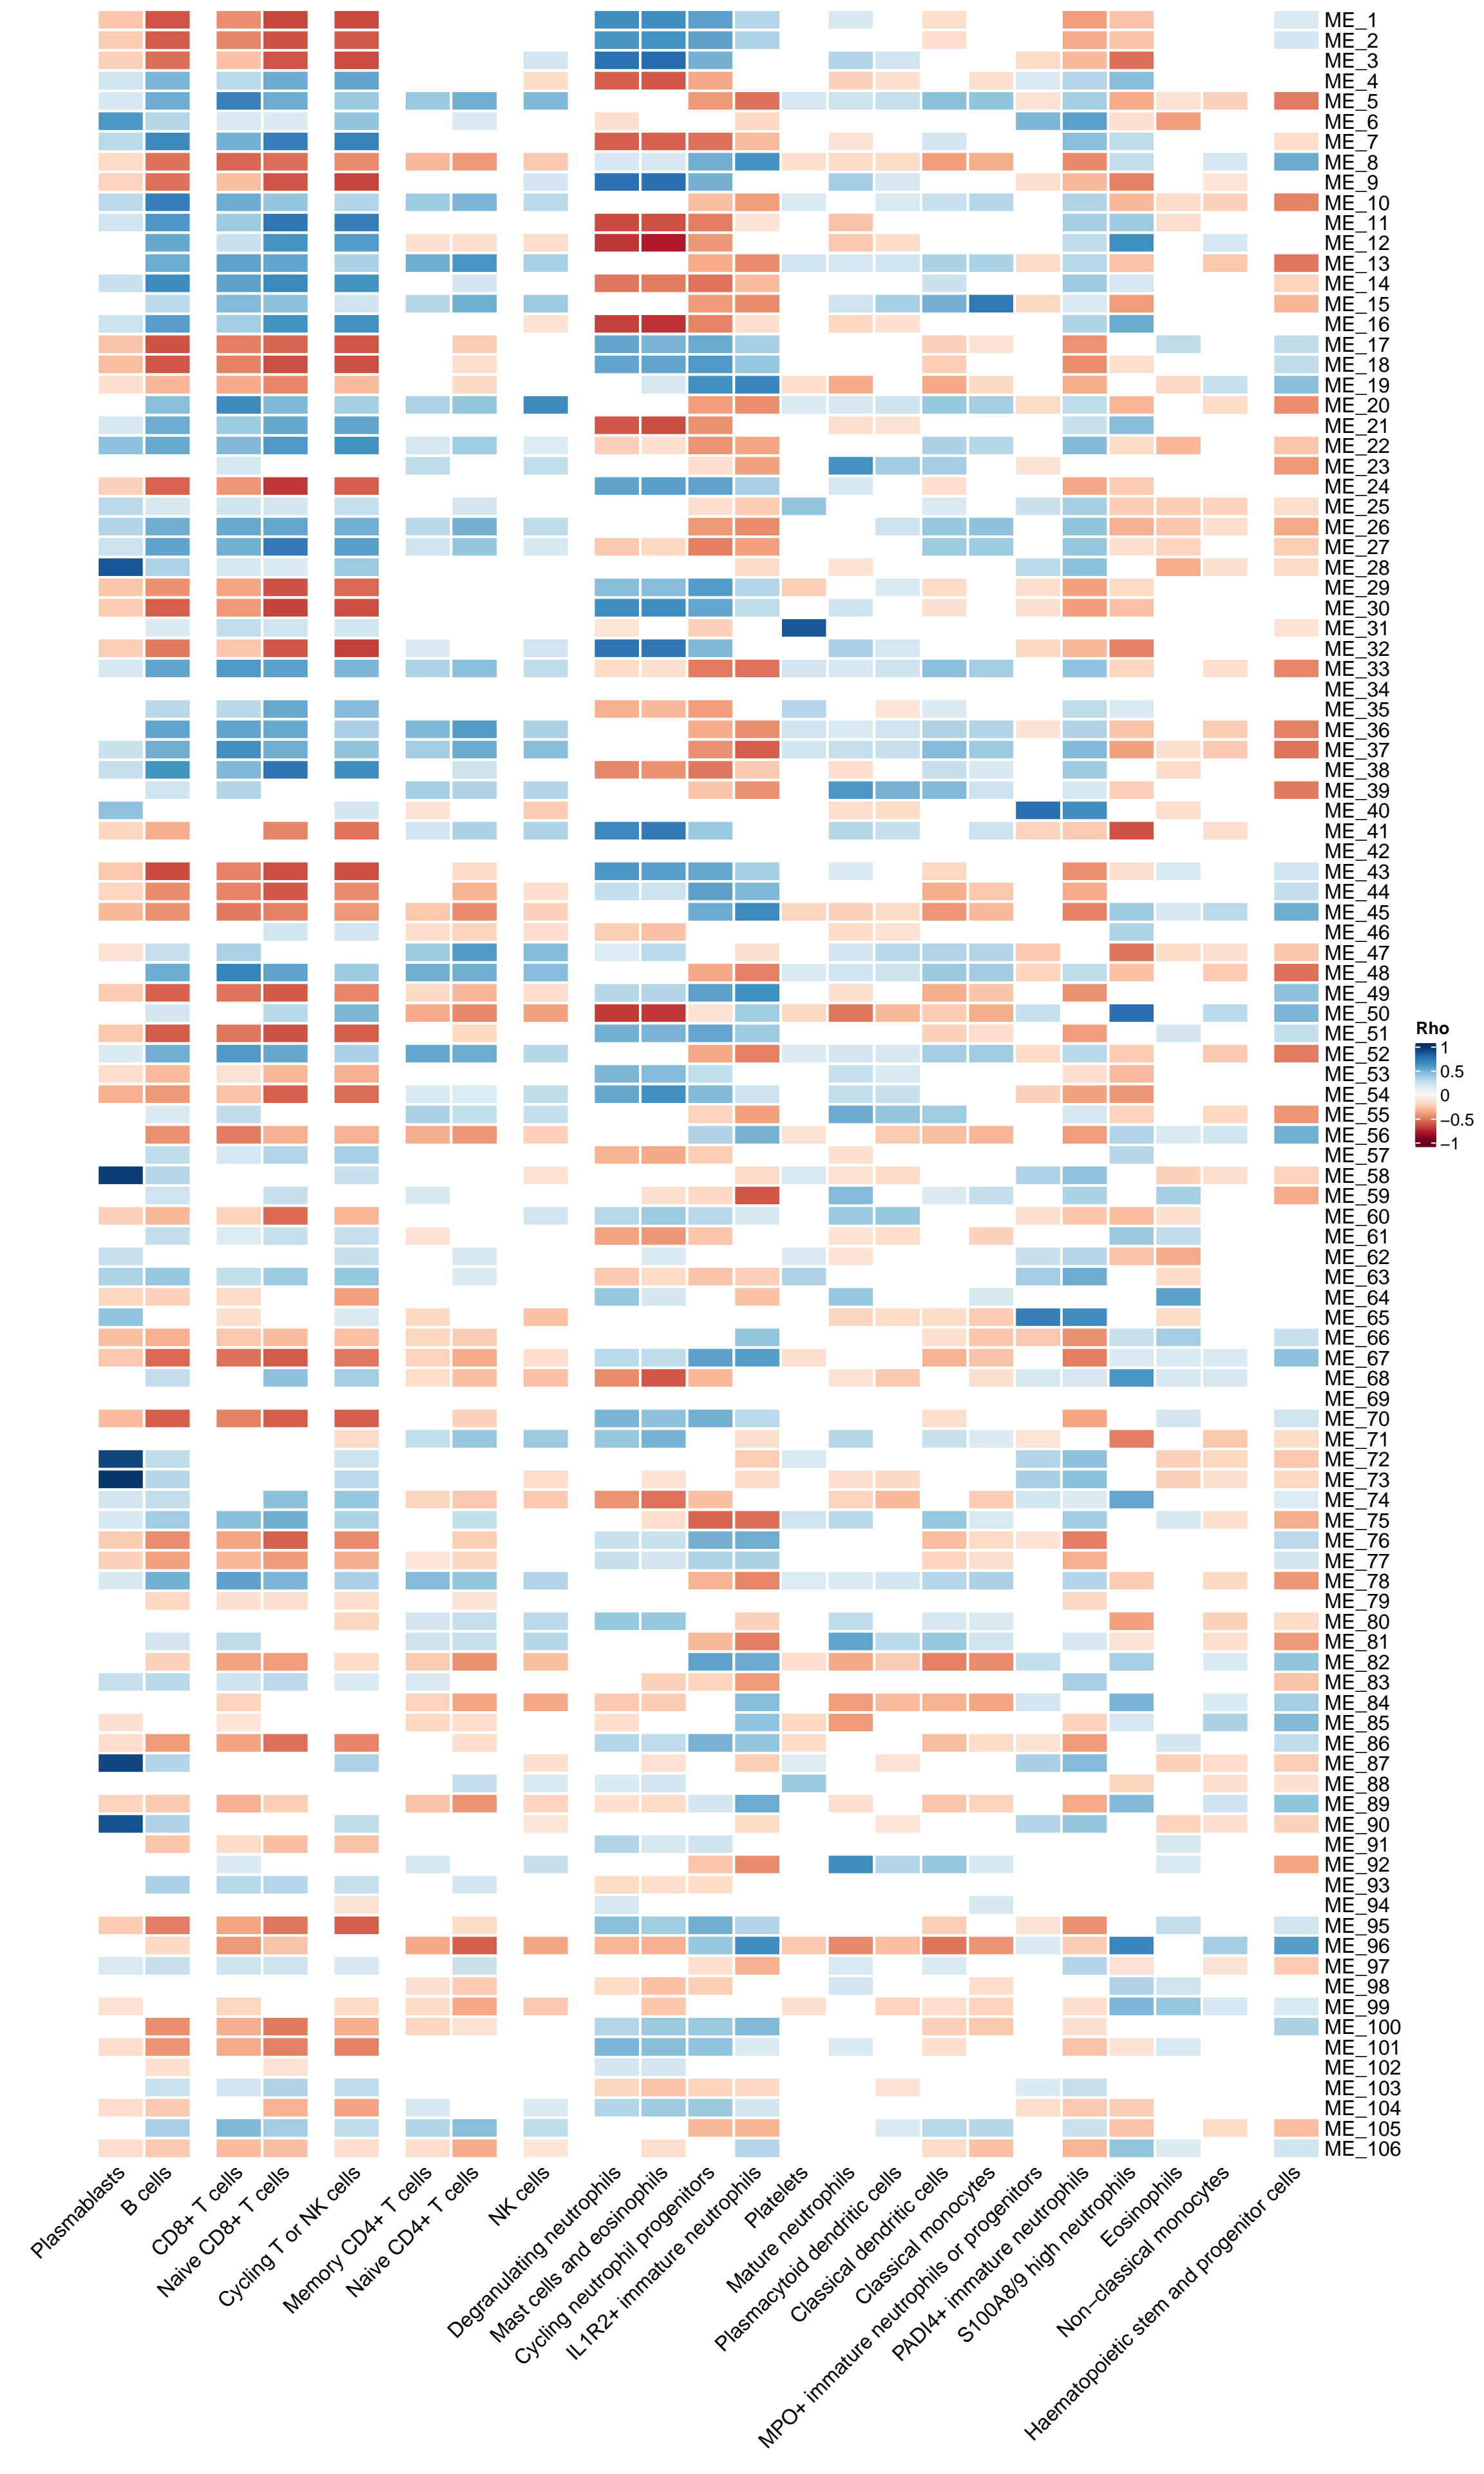 ME_1
ME_2
ME_3
ME_4
ME_5
ME_6
ME_7
ME_8
ME_9
ME_10
ME_11
ME_12
ME_13
ME_14
ME_15
ME_16
ME_17
ME_18
ME_19
ME_20
ME_21
ME_22
ME_23
ME_24
ME_25
ME_26
ME_27
ME_28
ME_29
ME_30
ME_31
ME_32
ME_33
ME_34
ME_35
ME_36
ME_37
ME_38
ME_39
ME_40
ME_41
ME_42
ME_43
ME_44
ME_45
ME_46
ME_47
ME_48
ME_49
ME_50
ME_51
ME_52
ME_53
ME_54
ME_55
ME_56
ME_57
ME_58
ME_59
ME_60
ME_61
ME_62
ME_63
ME_64
ME_65
ME_66
ME_67
ME_68
ME_69
ME_70
ME_71
ME_72
ME_73
ME_74
ME_75
ME_76
ME_77
ME_78
ME_79
ME_80
ME_81
ME_82
ME_83
ME_84
ME_85
ME_86
ME_87
ME_88
ME_89
ME_90
ME_91
ME_92
ME_93
ME_94
ME_95
ME_96
ME_97
ME_98
ME_99
ME_100
ME_101
ME_102
ME_103
ME_104
ME_105
ME_106
Rho
1
0.5
0
−0.5
−1
Plasmablasts
B cells
CD8+ T cells
Naive CD8+ T cells
Cycling T or NK cells
Memory CD4+ T cells
Naive CD4+ T cells
NK cells
Degranulating neutrophils
Mast cells and eosinophils
Cycling neutrophil progenitors
IL1R2+ immature neutrophils
Platelets
Mature neutrophils
Plasmacytoid dendritic cells
Classical dendritic cells
Classical monocytes
MPO+ immature neutrophils or progenitors
PADI4+ immature neutrophils
S100A8/9 high neutrophils
Eosinophils
Non−classical monocytes
Haematopoietic stem and progenitor cells